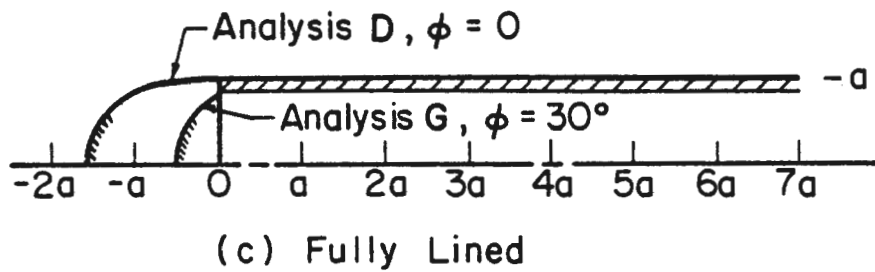 Analysis D, ϕ = 0
-a
Analysis G, ϕ = 30°
-2a -a 0 a 2a 3a 4a 5a 6a 7a
(c) Fully Lined